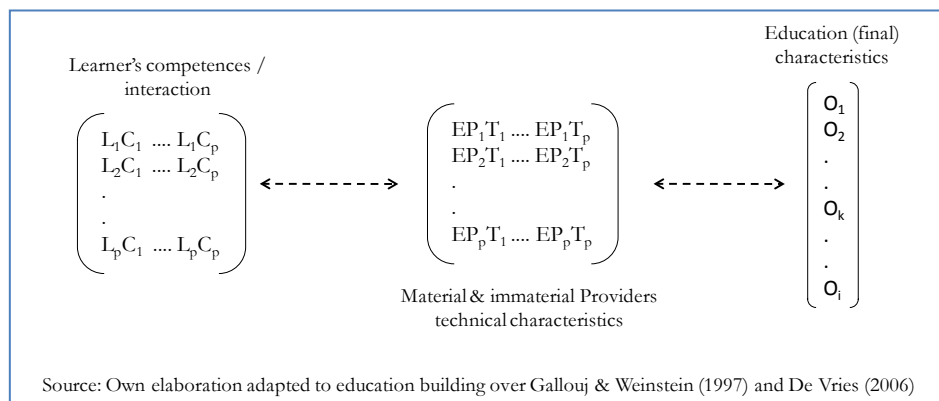 Education (final)
characteristics
Learner's competences /
interaction
L₁C₁ .... L₁Cₚ
L₂C₁ .... L₂Cₚ
.
.
LₚC₁ .... LₚCₚ
EP₁T₁ .... EP₁Tₚ
EP₂T₁ .... EP₂Tₚ
.
.
EPₚT₁ .... EPₚTₚ
Material & immaterial Providers
technical characteristics
O₁
O₂
.
.
Oₖ
.
.
Oᵢ
Source: Own elaboration adapted to education building over Gallouj & Weinstein (1997) and De Vries (2006)